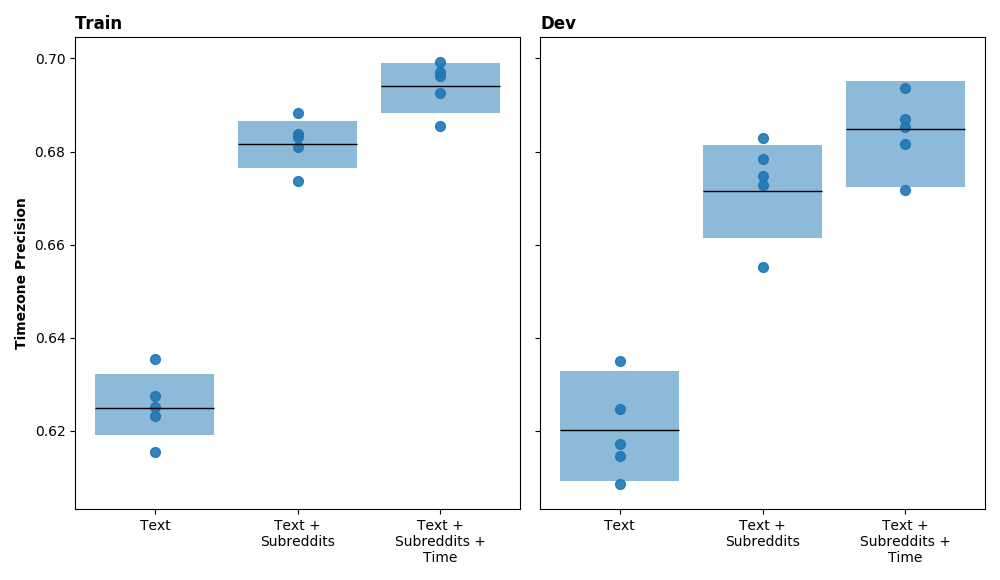 Train
Dev
Timezone Precision
0.70
0.68
0.66
0.64
0.62
Text
Text +
Subreddits
Text +
Subreddits +
Time
Text
Text +
Subreddits
Text +
Subreddits +
Time